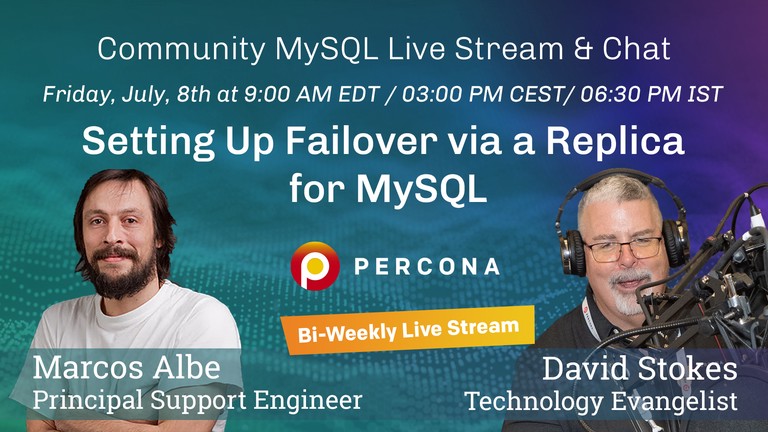 Community MySQL Live Stream & Chat
Friday, July, 8th at 9:00 AM EDT / 03:00 PM CEST/ 06:30 PM IST
Setting Up Failover via a Replica
for MySQL
PERCONA
Bi-Weekly Live Stream
Marcos Albe
Principal Support Engineer
David Stokes
Technology Evangelist